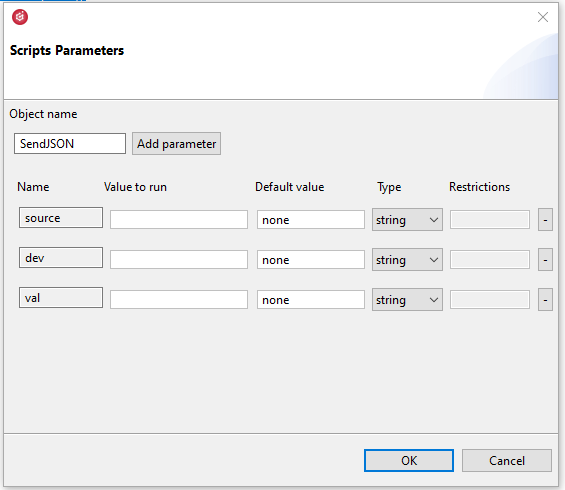 Scripts Parameters
Object name
SendJSON Add parameter
Name Value to run Default value Type Restrictions
source none string -
dev none string -
val none string -
OK Cancel